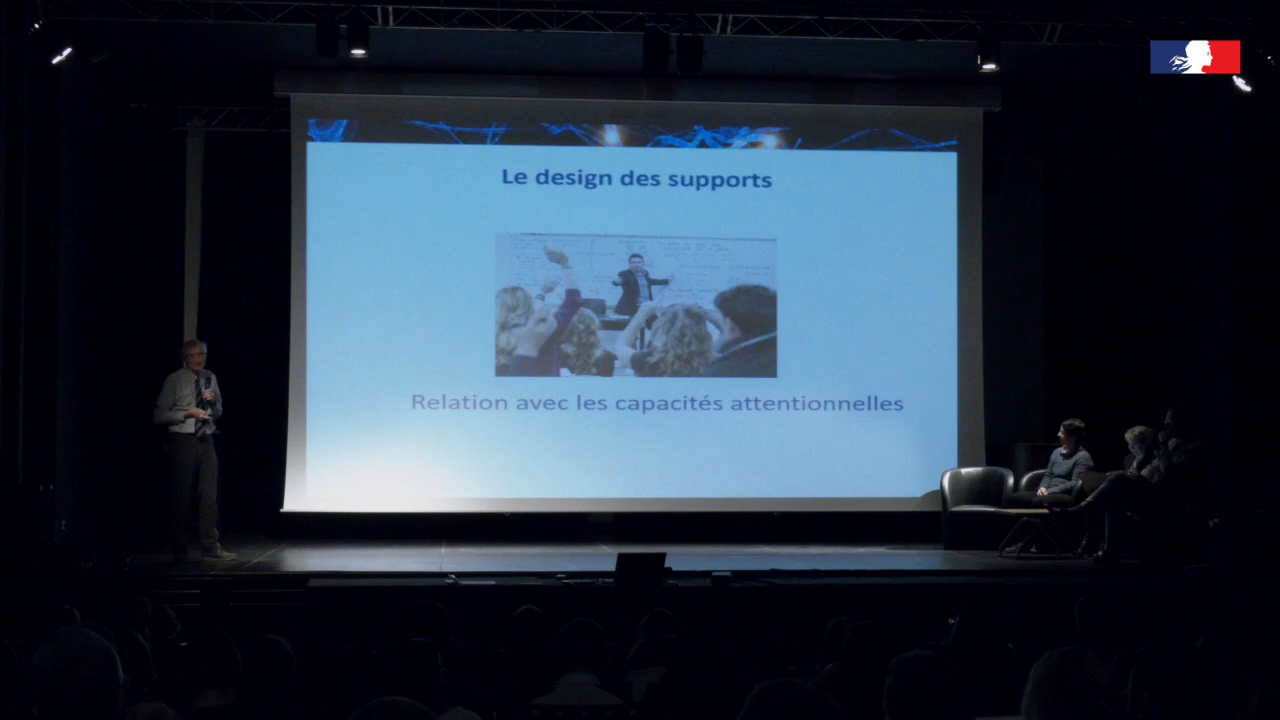 Le design des supports
Relation avec les capacités attentionnelles